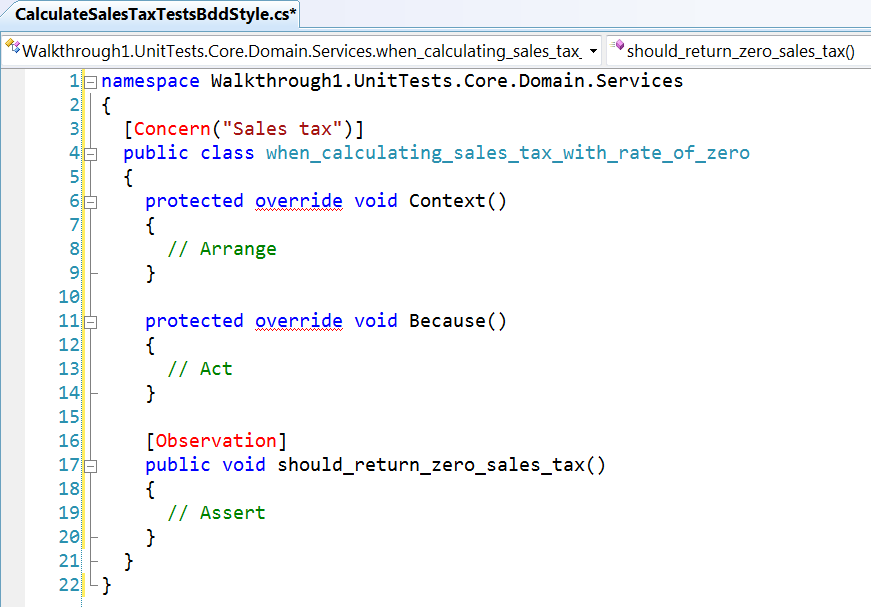 CalculateSalesTaxTestsBddStyle.cs*
Walkthrough1.UnitTests.Core.Domain.Services.when_calculating_sales_tax_ should_return_zero_sales_tax()
1 namespace Walkthrough1.UnitTests.Core.Domain.Services
2 {
3 [Concern("Sales tax")]
4 public class when_calculating_sales_tax_with_rate_of_zero
5 {
6 protected override void Context()
7 {
8 // Arrange
9 }
10
11 protected override void Because()
12 {
13 // Act
14 }
15
16 [Observation]
17 public void should_return_zero_sales_tax()
18 {
19 // Assert
20 }
21 }
22 }